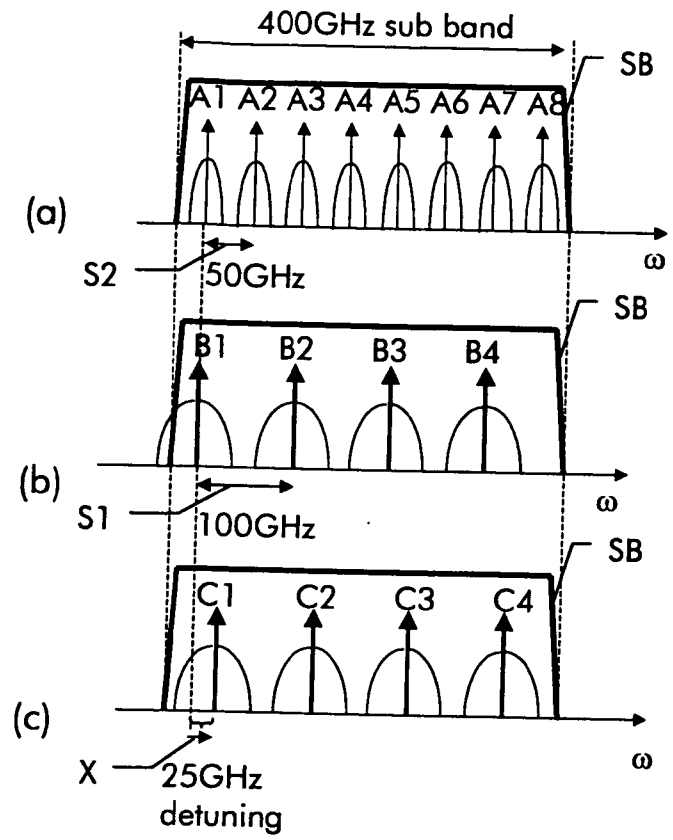 400GHz sub band
SB
A1 A2 A3 A4 A5 A6 A7 A8
(a)
ω
S2
50GHz
SB
B1 B2 B3 B4
(b)
ω
S1
100GHz
SB
C1 C2 C3 C4
(c)
ω
X
25GHz
detuning